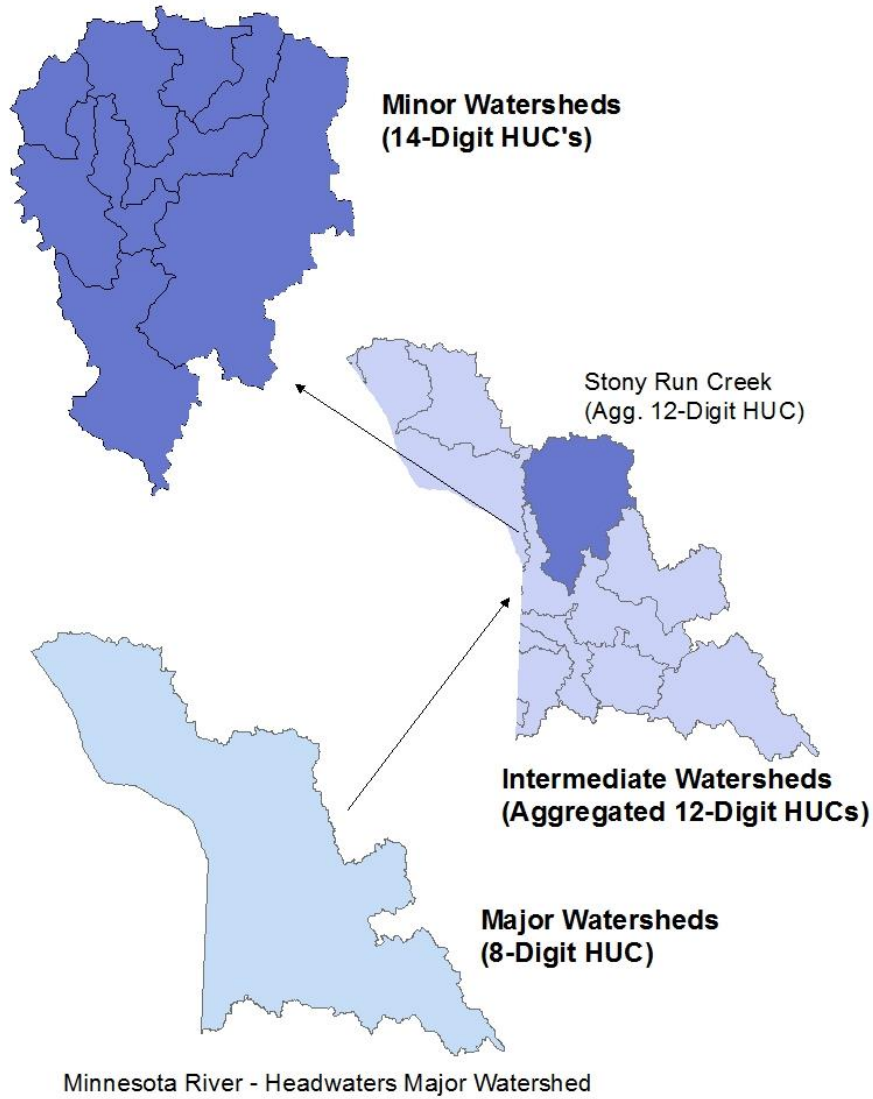 Minor Watersheds
(14-Digit HUC's)
Stony Run Creek
(Agg. 12-Digit HUC)
Intermediate Watersheds
(Aggregated 12-Digit HUCs)
Major Watersheds
(8-Digit HUC)
Minnesota River - Headwaters Major Watershed